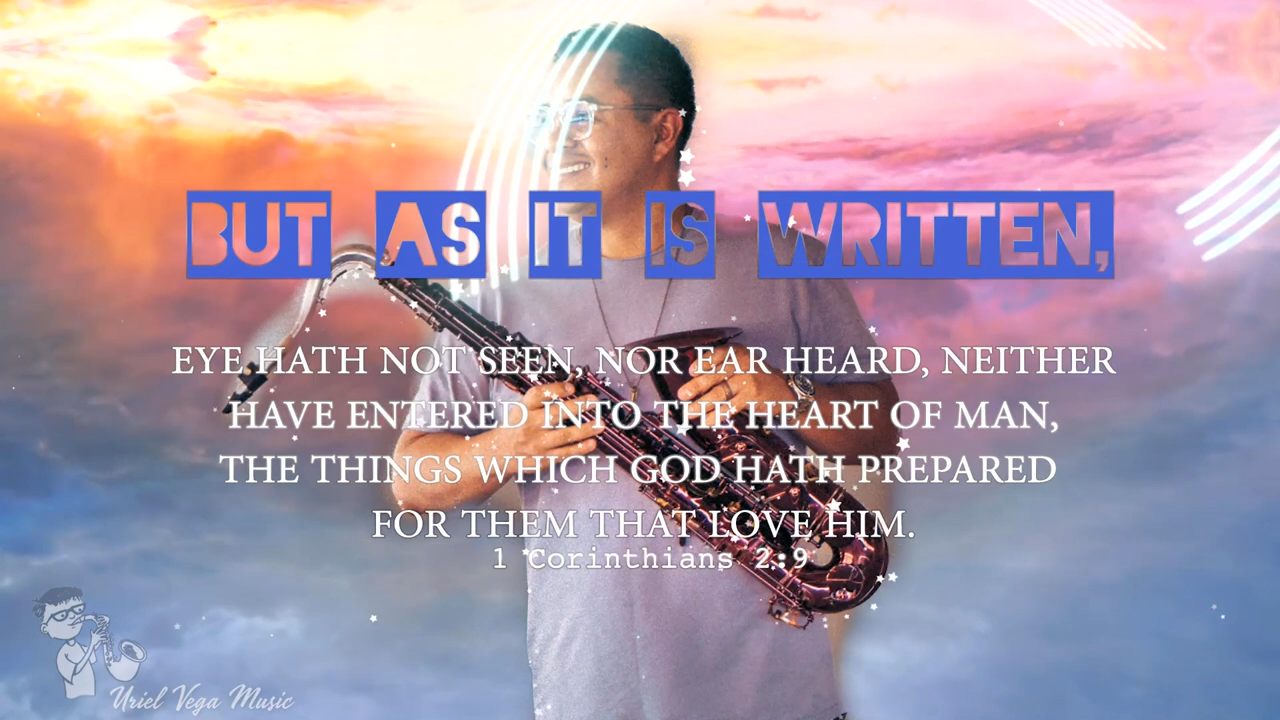 BUT AS IT IS WRITTEN,
EYE HATH NOT SEEN, NOR EAR HEARD, NEITHER
HAVE ENTERED INTO THE HEART OF MAN,
THE THINGS WHICH GOD HATH PREPARED
FOR THEM THAT LOVE HIM.
1 Corinthians 2:9
Uriel Vega Music